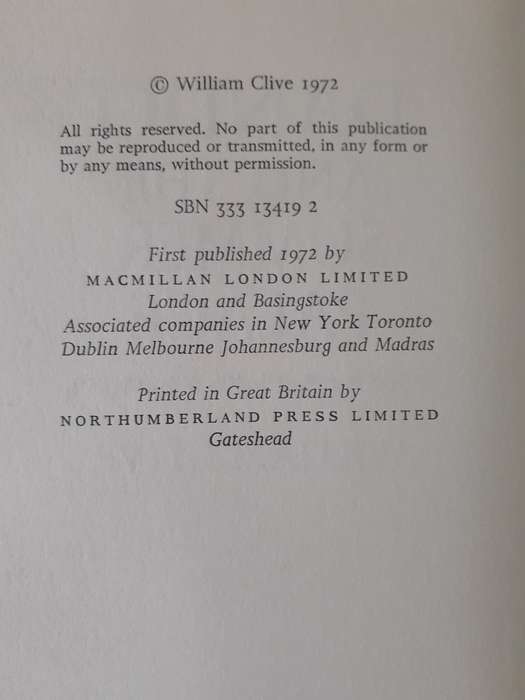 © William Clive 1972
All rights reserved. No part of this publication
may be reproduced or transmitted, in any form or
by any means, without permission.
SBN 333 13419 2
First published 1972 by
MACMILLAN LONDON LIMITED
London and Basingstoke
Associated companies in New York Toronto
Dublin Melbourne Johannesburg and Madras
Printed in Great Britain by
NORTHUMBERLAND PRESS LIMITED
Gateshead